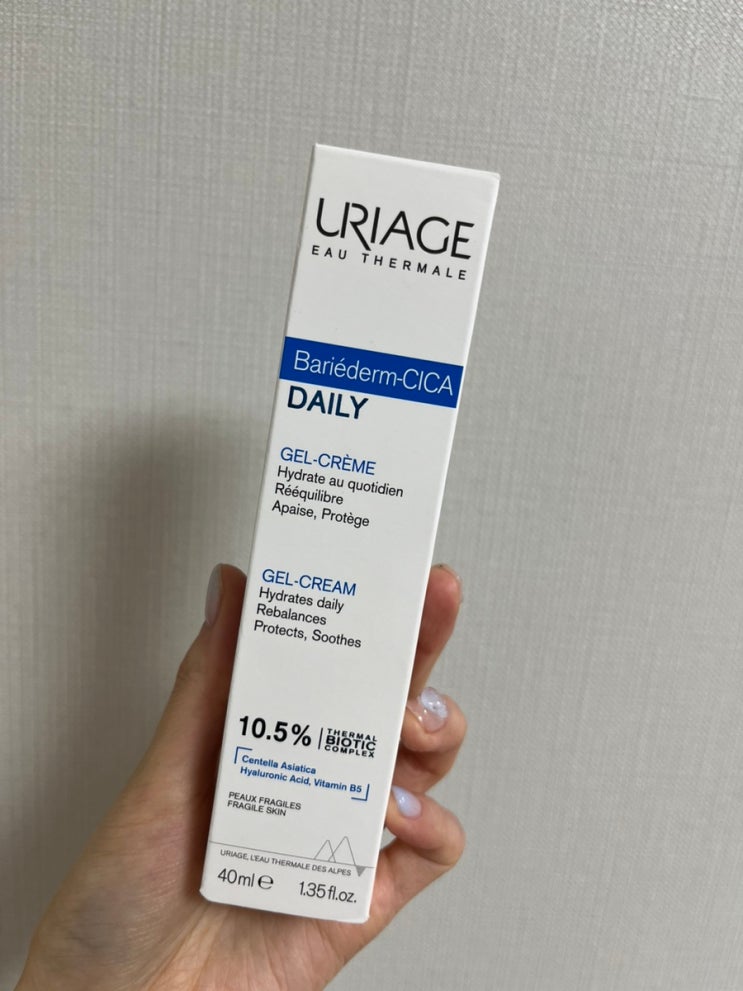 URIAGE
EAU THERMALE
Bariéderm-CICA
DAILY
GEL-CRÈME
Hydrate au quotidien
Rééquilibre
Apaise, Protège
GEL-CREAM
Hydrates daily
Rebalances
Protects, Soothes
10.5% THERMAL
BIOTIC
COMPLEX
Centella Asiatica
Hyaluronic Acid, Vitamin B5
PEAUX FRAGILES
FRAGILE SKIN
URIAGE, L'EAU THERMALE DES ALPES
40 ml ℮ 1.35 fl.oz.